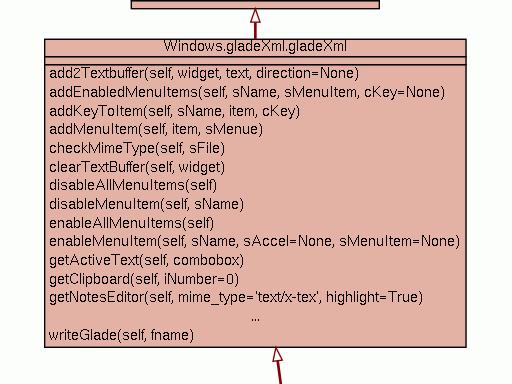 Windows.gladeXml.gladeXml
add2Textbuffer(self, widget, text, direction=None)
addEnabledMenuItems(self, sName, sMenuItem, cKey=None)
addKeyToItem(self, sName, item, cKey)
addMenuItem(self, item, sMenue)
checkMimeType(self, sFile)
clearTextBuffer(self, widget)
disableAllMenuItems(self)
disableMenuItem(self, sName)
enableAllMenuItems(self)
enableMenuItem(self, sName, sAccel=None, sMenuItem=None)
getActiveText(self, combobox)
getClipboard(self, iNumber=0)
getNotesEditor(self, mime_type='text/x-tex', highlight=True)
...
writeGlade(self, fname)